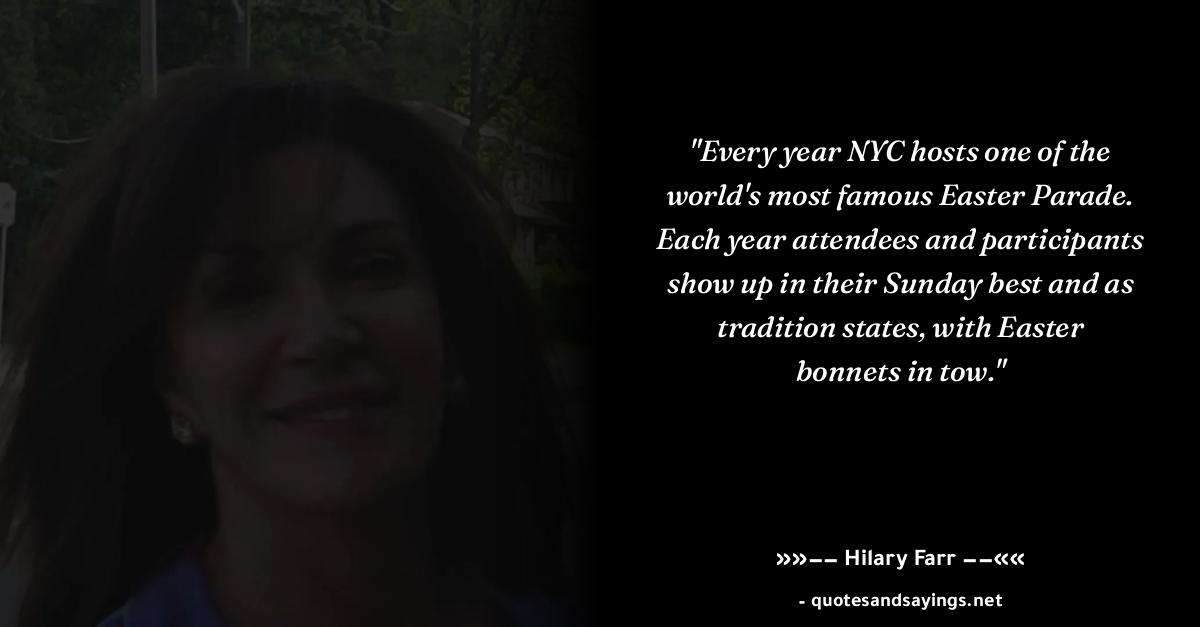 "Every year NYC hosts one of the
world's most famous Easter Parade.
Each year attendees and participants
show up in their Sunday best and as
tradition states, with Easter
bonnets in tow."
»»−− Hilary Farr −−««
- quotesandsayings.net